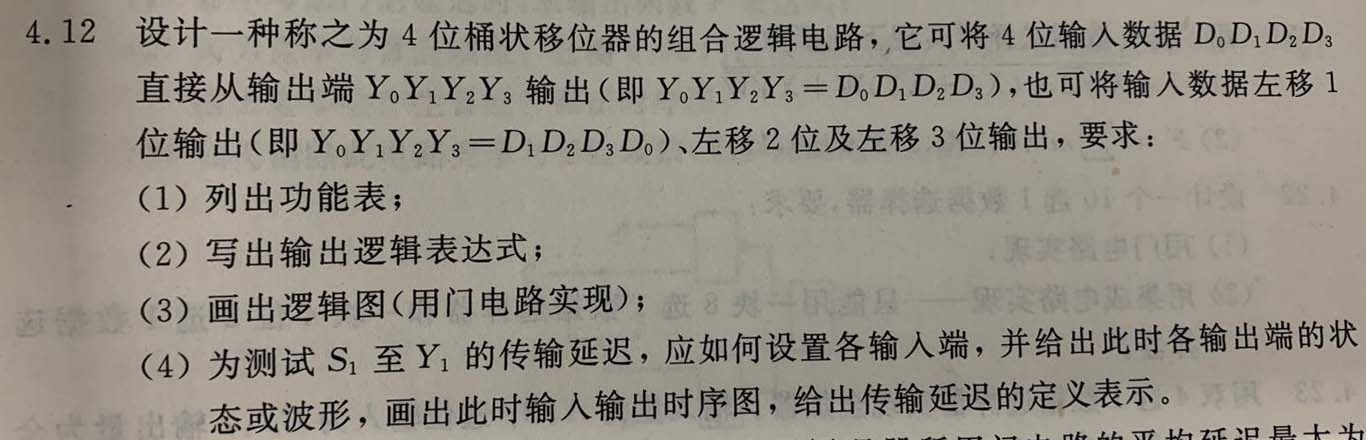 4.12 设计一种称之为 4 位桶状移位器的组合逻辑电路,它可将 4 位输入数据 D₀D₁D₂D₃
直接从输出端 Y₀Y₁Y₂Y₃ 输出(即 Y₀Y₁Y₂Y₃=D₀D₁D₂D₃),也可将输入数据左移 1
位输出(即 Y₀Y₁Y₂Y₃=D₁D₂D₃D₀)、左移 2 位及左移 3 位输出,要求:
(1) 列出功能表;
(2) 写出输出逻辑表达式;
(3) 画出逻辑图(用门电路实现);
(4) 为测试 S₁ 至 Y₁ 的传输延迟,应如何设置各输入端,并给出此时各输出端的状
态或波形,画出此时输入输出时序图,给出传输延迟的定义表示。